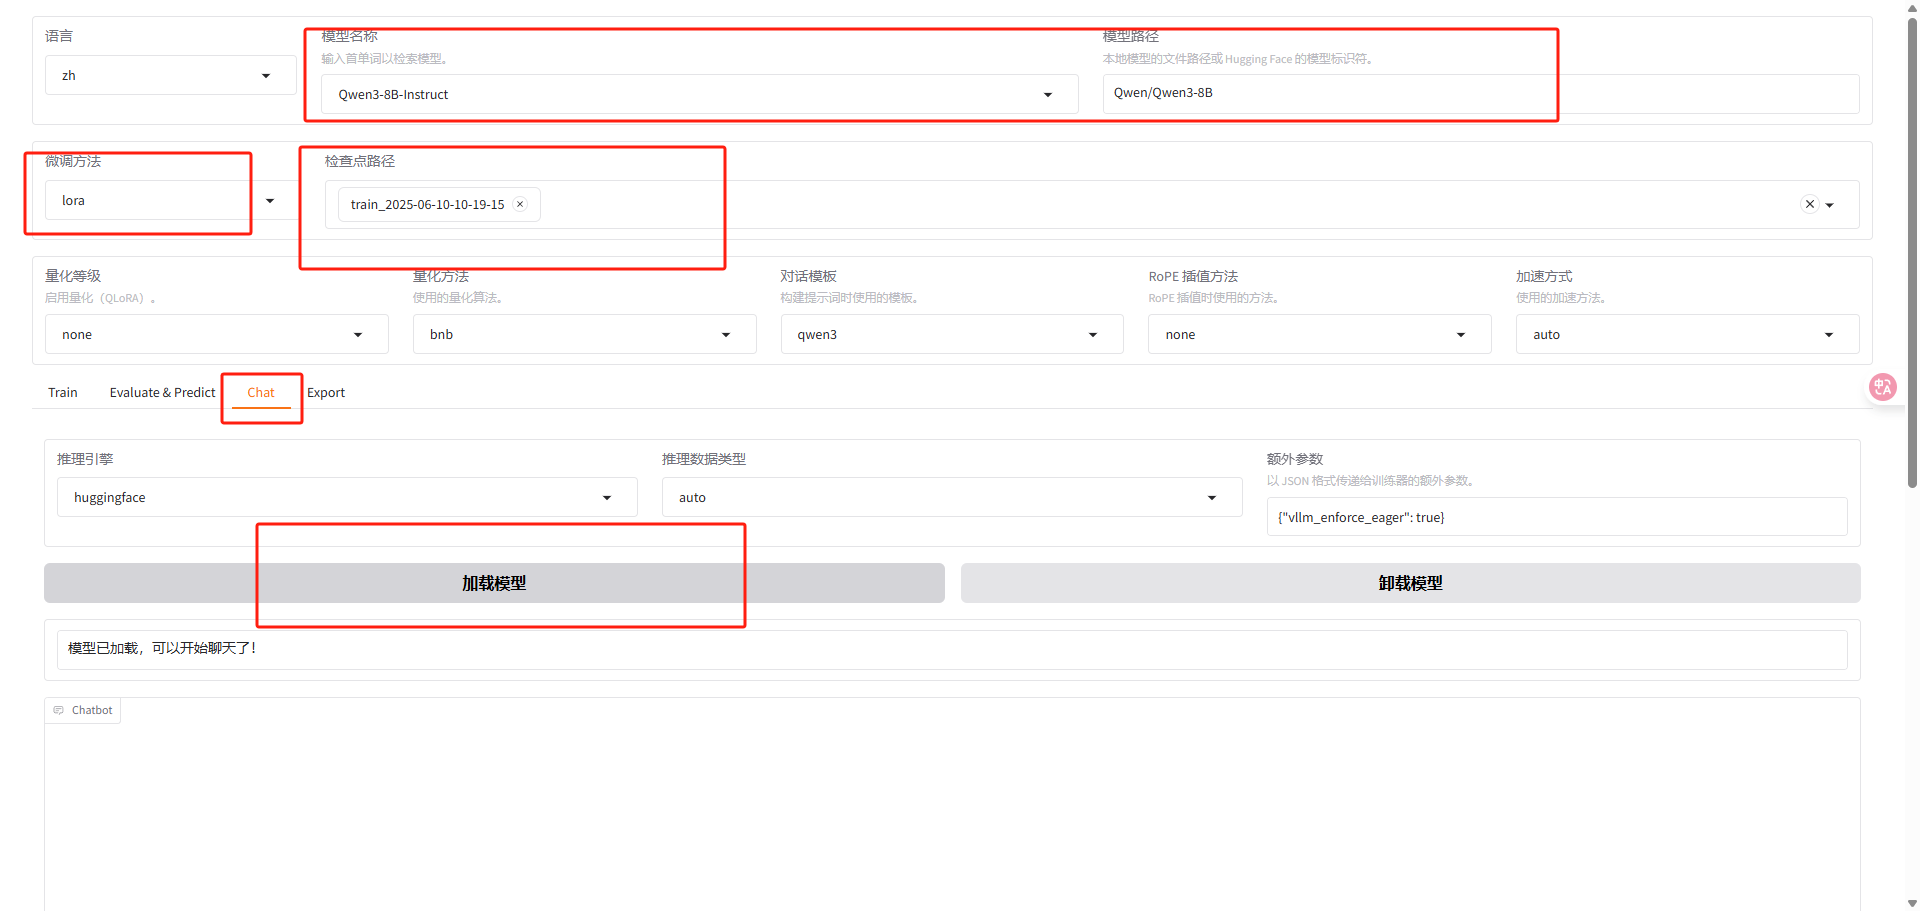 语言
模型名称
模型路径
输入首单词以检索模型。
本地模型的文件路径或 Hugging Face 的模型标识符。
zh
Qwen3-8B-Instruct
Qwen/Qwen3-8B
微调方法
检查点路径
lora
train_2025-06-10-10-19-15
量化等级
量化方法
对话模板
RoPE 插值方法
加速方式
启用量化（QLoRA）。
使用的量化算法。
构建提示词时使用的模板。
RoPE 插值时使用的方法。
使用的加速方法。
none
bnb
qwen3
none
auto
Train
Evaluate & Predict
Chat
Export
中A
推理引擎
推理数据类型
额外参数
以 JSON 格式传递给训练器的额外参数。
huggingface
auto
{"vllm_enforce_eager": true}
加载模型
卸载模型
模型已加载，可以开始聊天了！
Chatbot